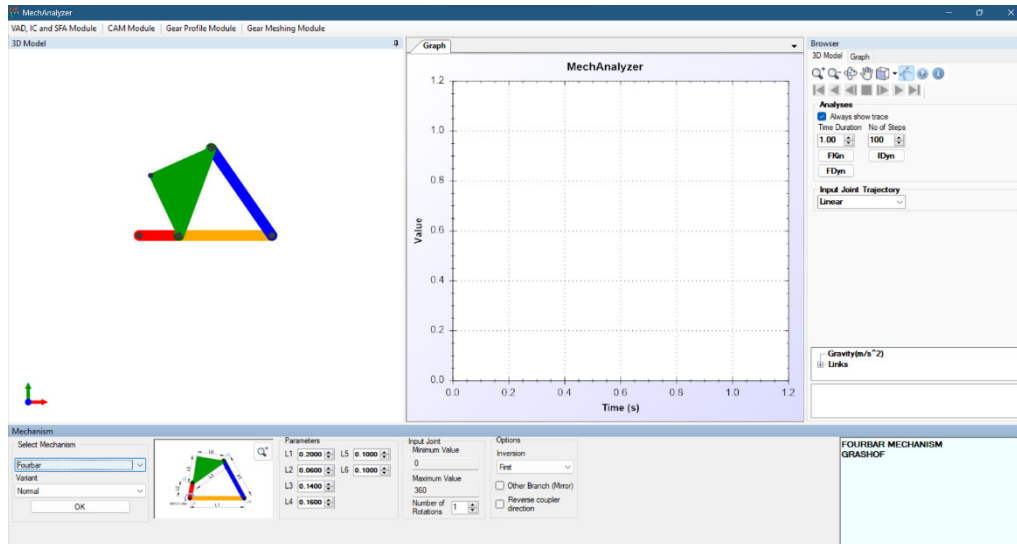 MechAnalyzer
VAD, IC and SFA Module CAM Module Gear Profile Module Gear Meshing Module
3D Model
Graph
MechAnalyzer
Value
1.2
1.0
0.8
0.6
0.4
0.2
0.0
0.0 0.2 0.4 0.6 0.8 1.0 1.2
Time (s)
Browser
3D Model Graph
Analyses
Always show trace
Time Duration No of Steps
1.00 100
FKin IDyn
FDyn
Input Joint Trajectory
Linear
Gravity(m/s^2)
Links
Mechanism
Select Mechanism
Fourbar
Variant
Normal
OK
Parameters
L1 0.2000 L5 0.1000
L2 0.0600 L6 0.1000
L3 0.1400
L4 0.1600
Input Joint
Minimum Value
0
Maximum Value
360
Number of
Rotations 1
Options
Inversion
First
Other Branch (Mirror)
Reverse coupler
direction
FOURBAR MECHANISM
GRASHOF